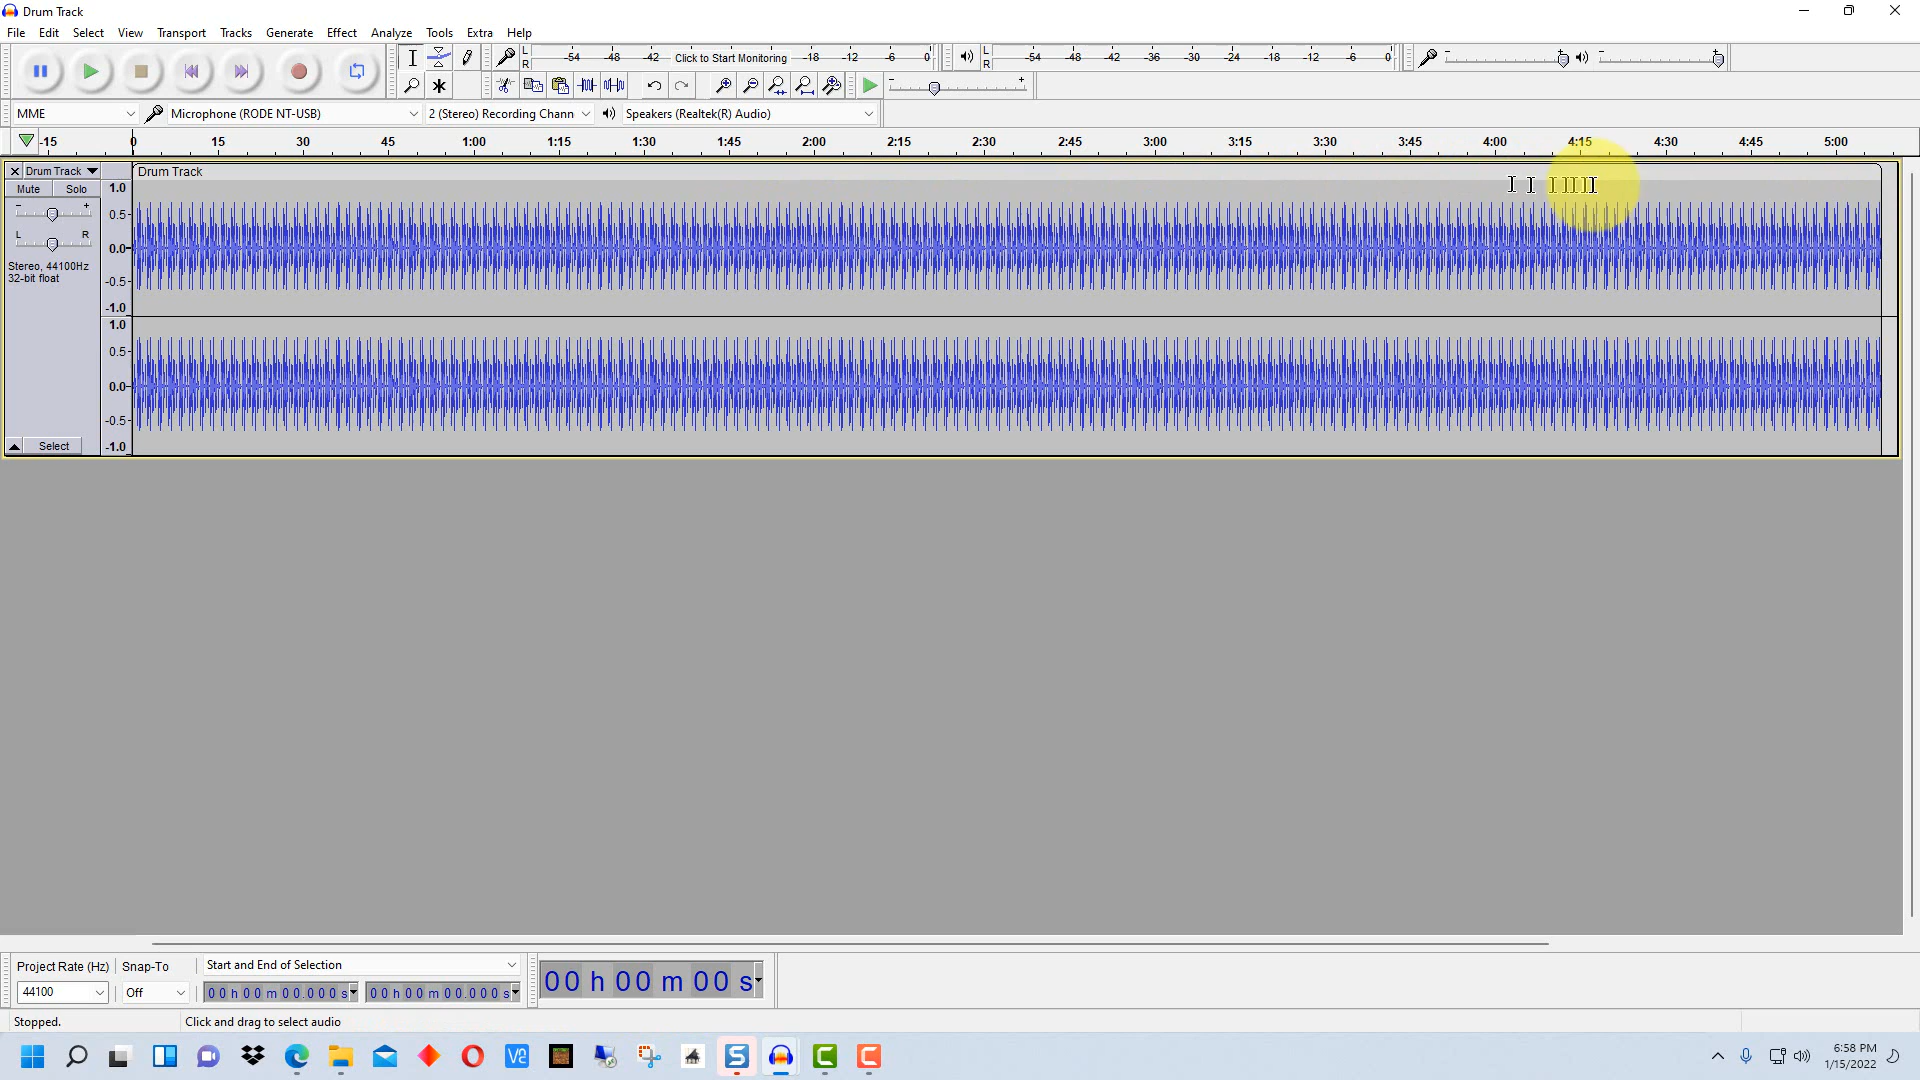 Drum Track
File Edit Select View Transport Tracks Generate Effect Analyze Tools Extra Help
L R -54 -48 -42 Click to Start Monitoring -18 -12 -6 0 L R -54 -48 -42 -36 -30 -24 -18 -12 -6 0 - + - +
- +
MME Microphone (RODE NT-USB) 2 (Stereo) Recording Chann Speakers (Realtek(R) Audio)
-15 0 15 30 45 1:00 1:15 1:30 1:45 2:00 2:15 2:30 2:45 3:00 3:15 3:30 3:45 4:00 4:15 4:30 4:45 5:00
Drum Track Drum Track
Mute Solo 1.0
- + 0.5
L R 0.0
Stereo, 44100Hz
32-bit float -0.5
-1.0
1.0
0.5
0.0
-0.5
Select -1.0
Project Rate (Hz) Snap-To Start and End of Selection
44100 Off 00 h 00 m 00.000 s 00 h 00 m 00.000 s 00 h 00 m 00 s
Stopped. Click and drag to select audio
6:58 PM
1/15/2022